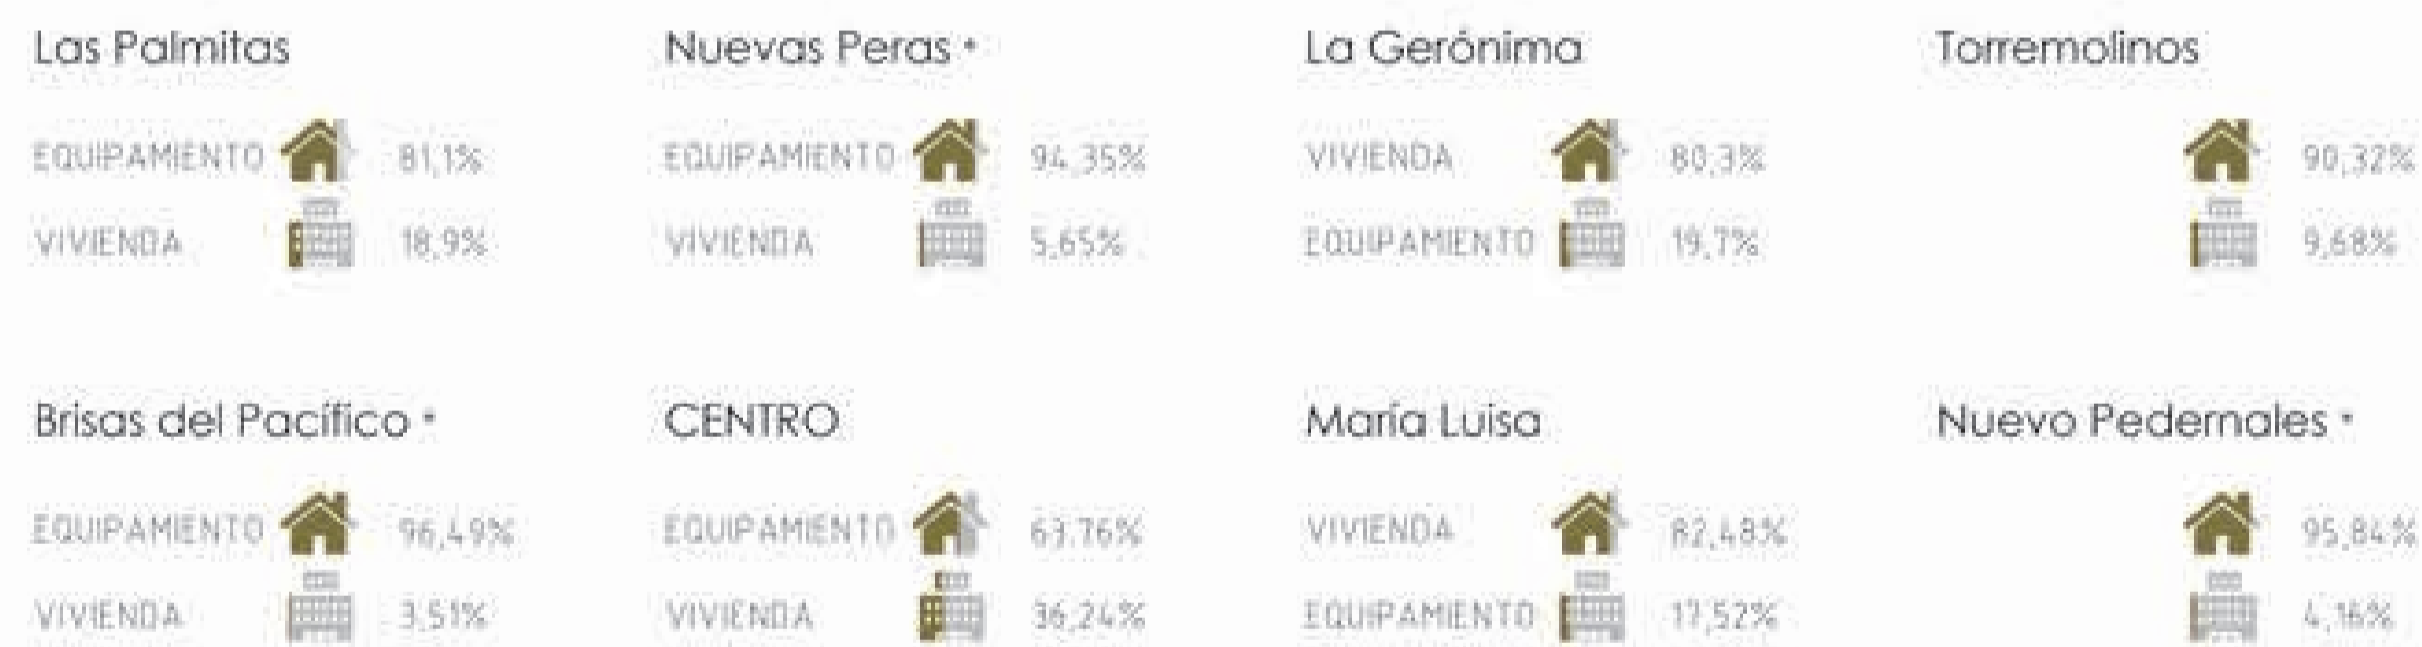 Las Palmitas
EQUIPAMIENTO 81,1%
VIVIENDA 18,9%
Nuevas Peras *
EQUIPAMIENTO 94,35%
VIVIENDA 5,65%
La Gerónima
VIVIENDA 80,3%
EQUIPAMIENTO 19,7%
Torremolinos
90,32%
9,68%
Brisas del Pacífico *
EQUIPAMIENTO 96,49%
VIVIENDA 3,51%
CENTRO
EQUIPAMIENTO 63.76%
VIVIENDA 36,24%
María Luisa
VIVIENDA 82,48%
EQUIPAMIENTO 17,52%
Nuevo Pedernales *
95,84%
4,16%